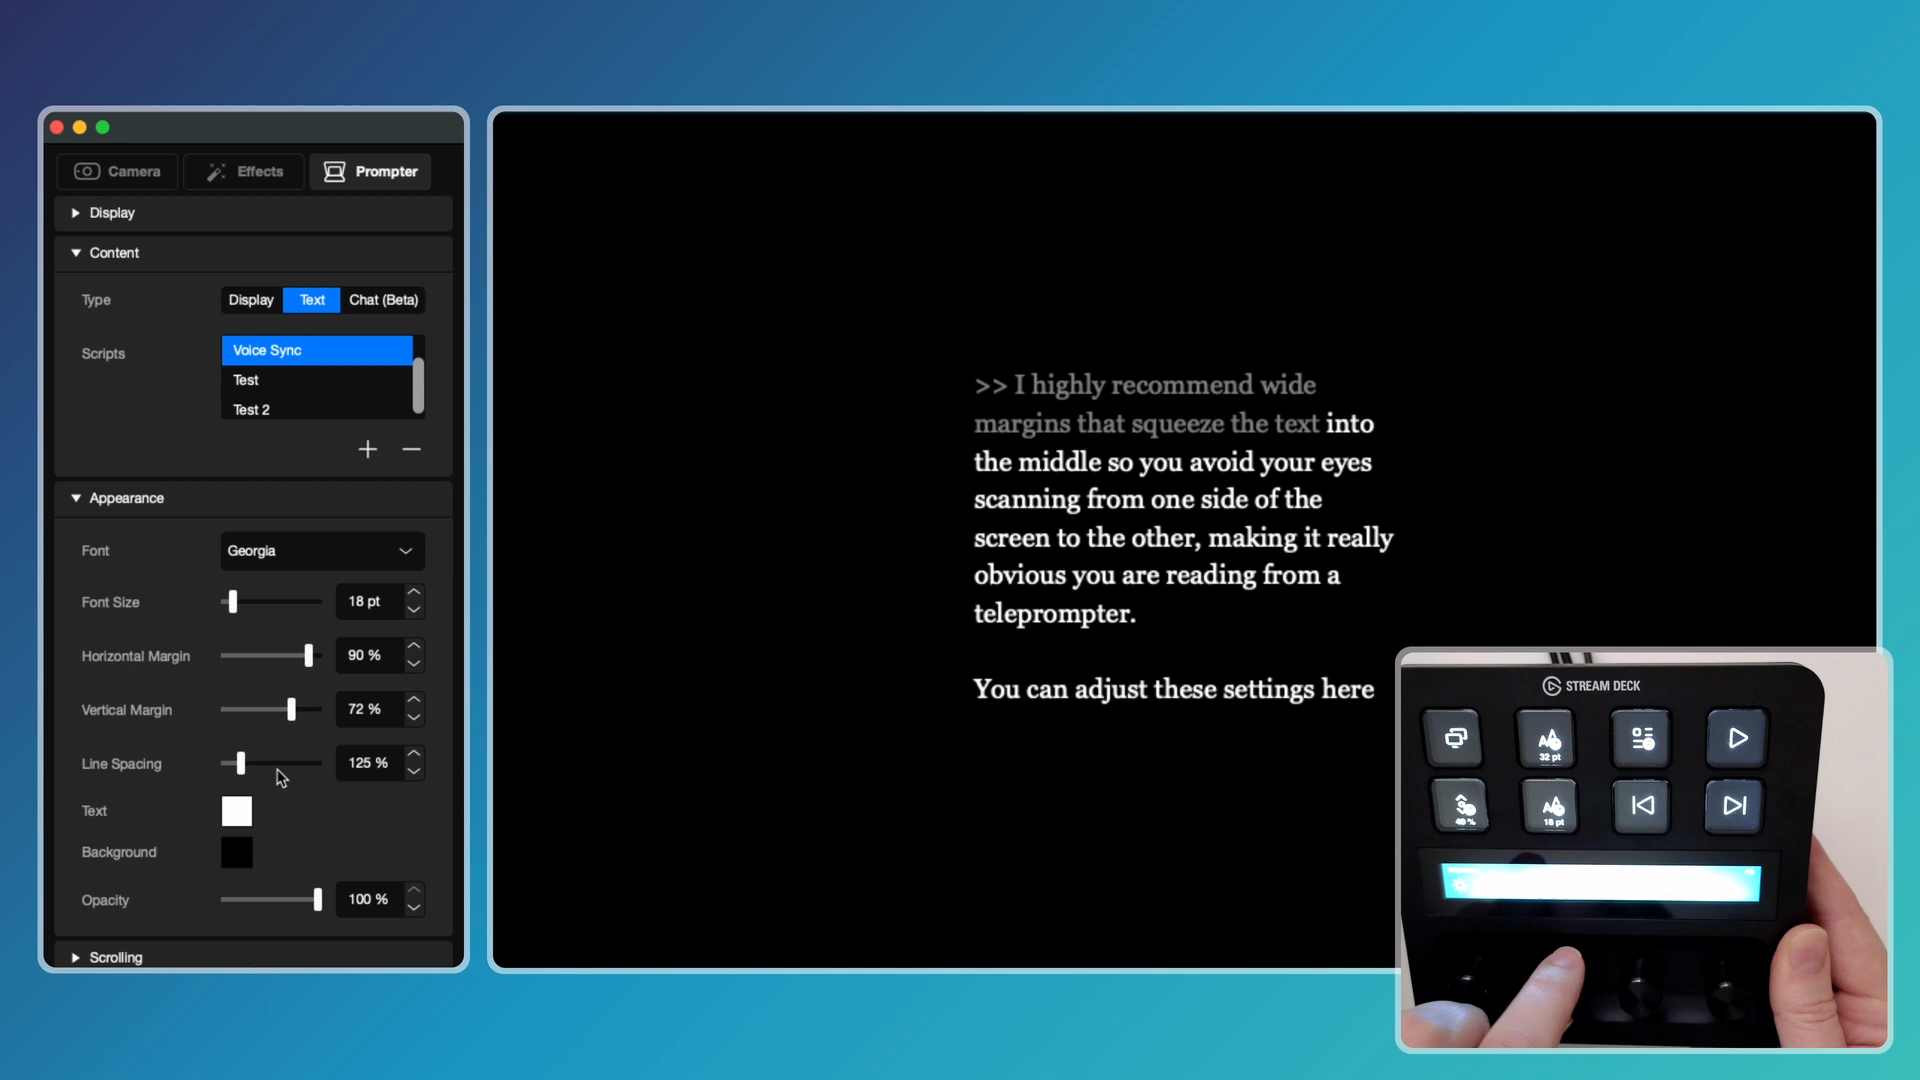 Camera
Effects
Prompter
Display
Content
Type
Display
Text
Chat (Beta)
Scripts
Voice Sync
Test
Test 2
Appearance
Font
Georgia
Font Size
18 pt
Horizontal Margin
90 %
Vertical Margin
72 %
Line Spacing
125 %
Text
Background
Opacity
100 %
Scrolling
>> I highly recommend wide
margins that squeeze the text into
the middle so you avoid your eyes
scanning from one side of the
screen to the other, making it really
obvious you are reading from a
teleprompter.
You can adjust these settings here
STREAM DECK
32 pt
18 pt